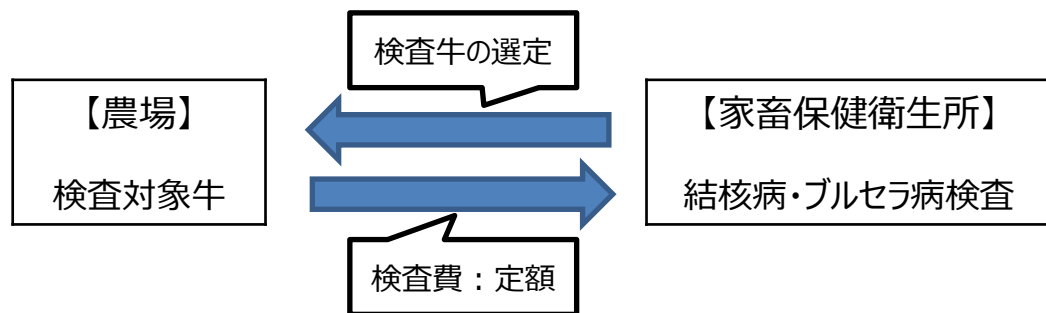 検査牛の選定
【農場】
検査対象牛
【家畜保健衛生所】
結核病・ブルセラ病検査
検査費：定額